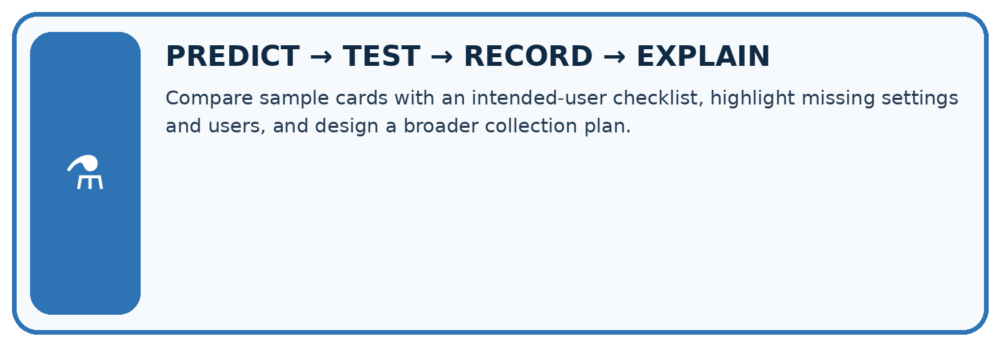 PREDICT → TEST → RECORD → EXPLAIN
Compare sample cards with an intended-user checklist, highlight missing settings
and users, and design a broader collection plan.